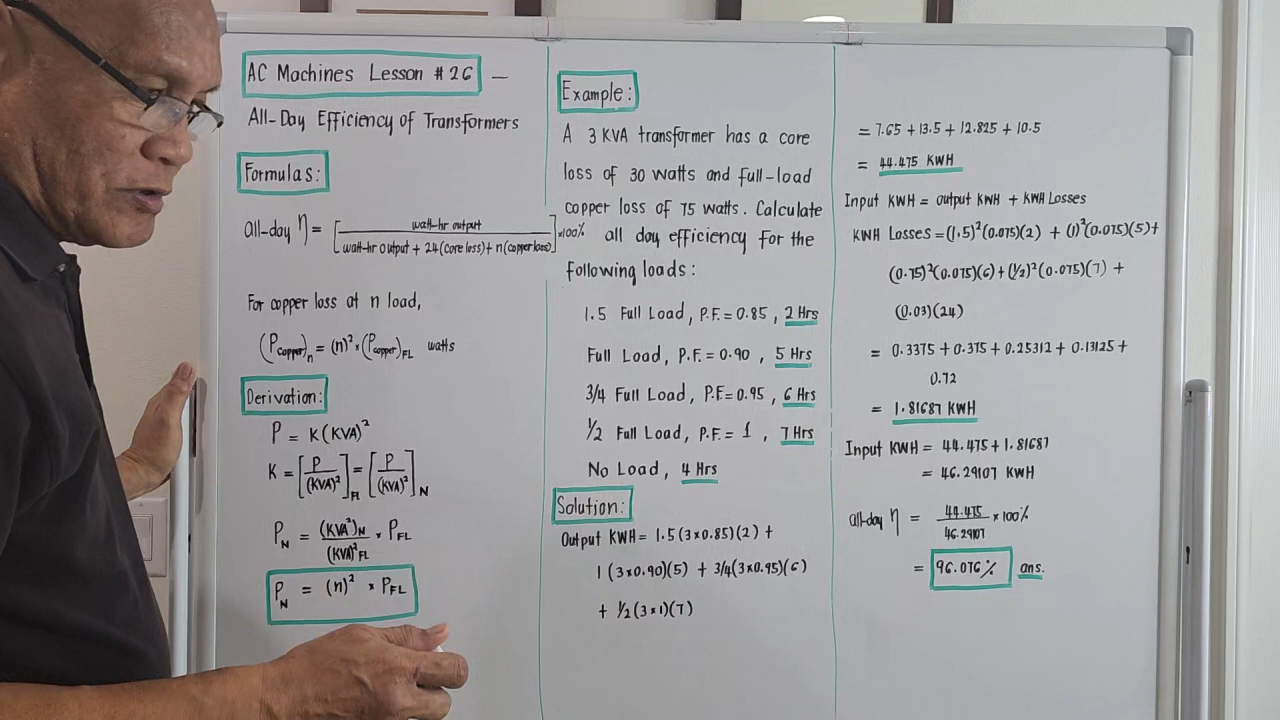 AC Machines Lesson #26 —
All-Day Efficiency of Transformers
Formulas:
all-day η = [watt-hr output / watt-hr output + 24(core loss) + n(copper loss)] x100%
For copper loss at n load,
(Pcopper)n = (n)² x (Pcopper)FL watts
Derivation:
P = K(KVA)²
K = [P/(KVA)²]FL = [P/(KVA)²]N
PN = (KVA²)N/(KVA)²FL x PFL
PN = (n)² x PFL
Example:
A 3 KVA transformer has a core
loss of 30 watts and full-load
copper loss of 75 watts. Calculate
all day efficiency for the
following loads:
1.5 Full Load, P.F. = 0.85, 2 Hrs
Full Load, P.F. = 0.90, 5 Hrs
3/4 Full Load, P.F. = 0.95, 6 Hrs
1/2 Full Load, P.F. = 1, 7 Hrs
No Load, 4 Hrs
Solution:
Output KWH = 1.5(3x0.85)(2) +
1(3x0.90)(5) + 3/4(3x0.95)(6)
+ 1/2(3x1)(7)
= 7.65 + 13.5 + 12.825 + 10.5
= 44.475 KWH
Input KWH = output KWH + KWH Losses
KWH Losses = (1.5)²(0.075)(2) + (1)²(0.075)(5) +
(0.75)²(0.075)(6) + (1/2)²(0.075)(7) +
(0.03)(24)
= 0.3375 + 0.375 + 0.25312 + 0.13125 +
0.72
= 1.81687 KWH
Input KWH = 44.475 + 1.81687
= 46.29107 KWH
all-day η = 44.475/46.29107 x100%
= 96.076% ans.